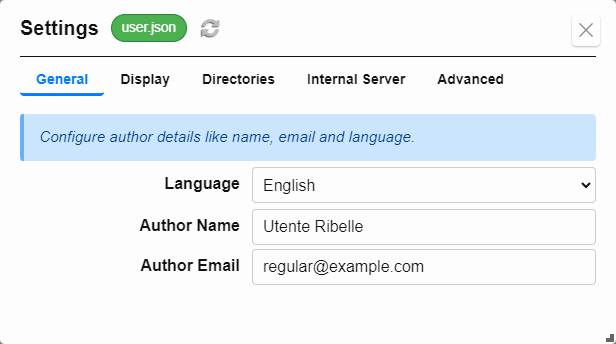 Settings user.json
General Display Directories Internal Server Advanced
Configure author details like name, email and language.
Language English
Author Name Utente Ribelle
Author Email regular@example.com